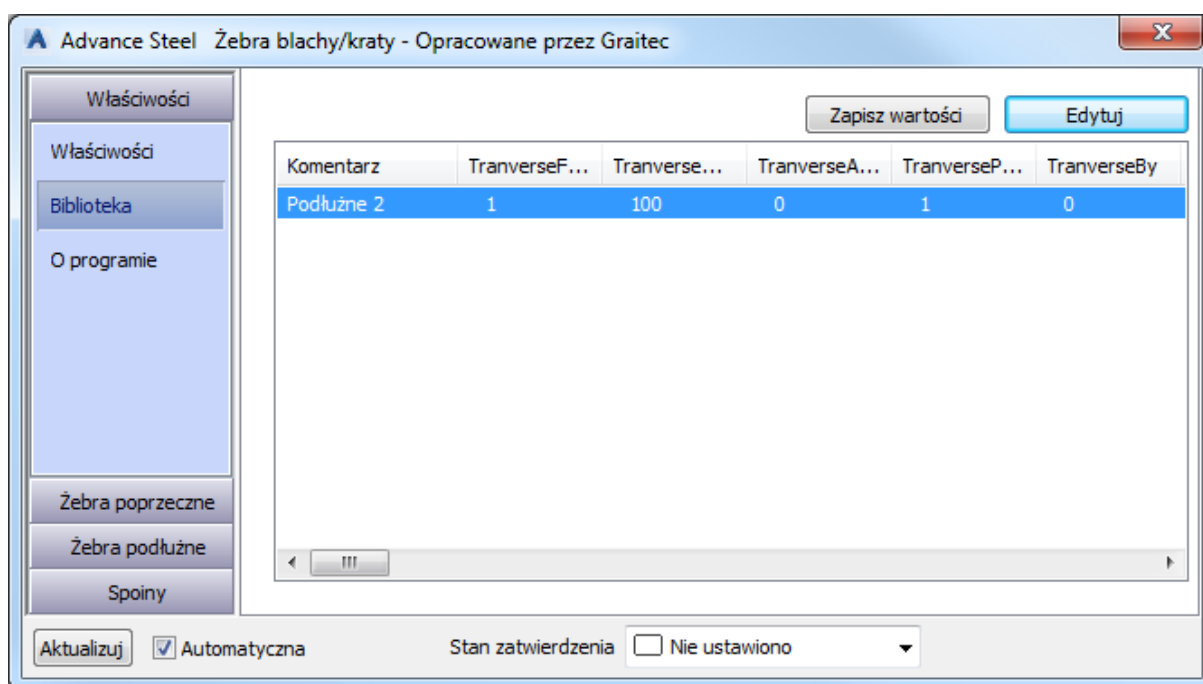 Advance Steel Żebra blachy/kraty - Opracowane przez Graitec
Właściwości
Właściwości
Biblioteka
O programie
Żebra poprzeczne
Żebra podłużne
Spoiny
Zapisz wartości Edytuj
Komentarz TranverseF... Tranverse... TranverseA... TranverseP... TranverseBy
Podłużne 2 1 100 0 1 0
Aktualizuj Automatyczna Stan zatwierdzenia Nie ustawiono